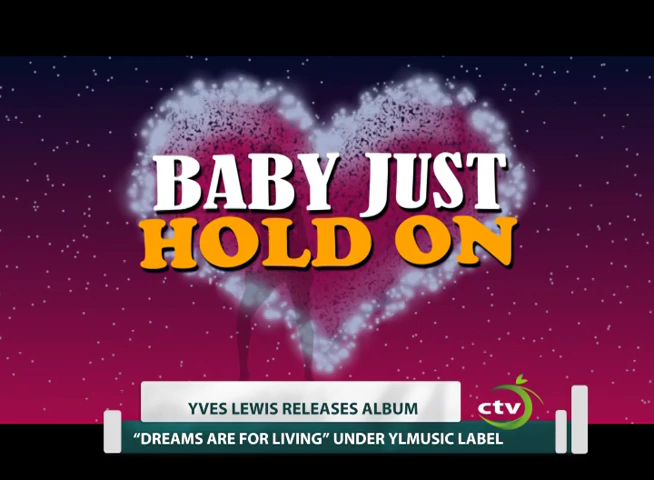 BABY JUST
HOLD ON
YVES LEWIS RELEASES ALBUM
ctv
“DREAMS ARE FOR LIVING” UNDER YLMUSIC LABEL